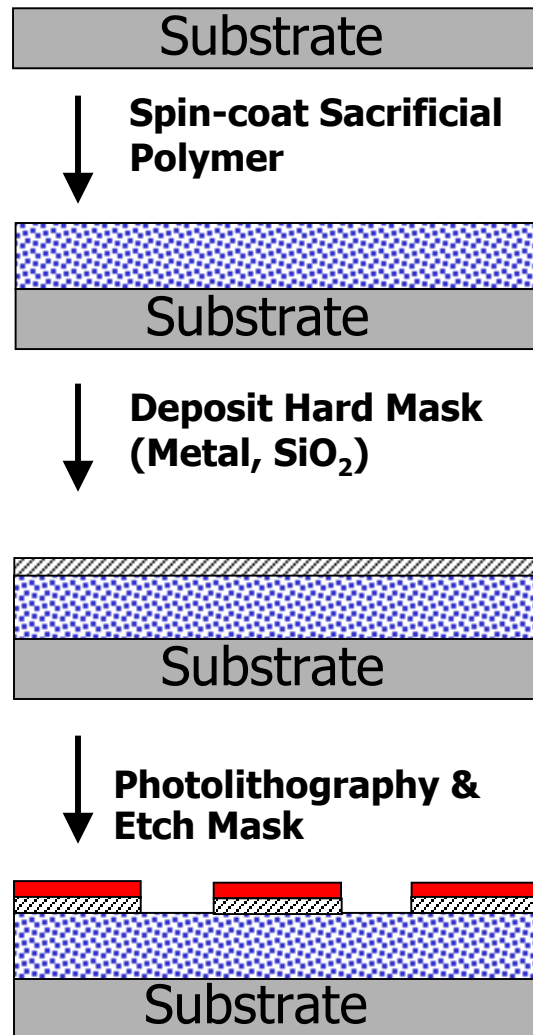 Substrate
Spin-coat Sacrificial
Polymer
Substrate
Deposit Hard Mask
(Metal, SiO₂)
Substrate
Photolithography &
Etch Mask
Substrate